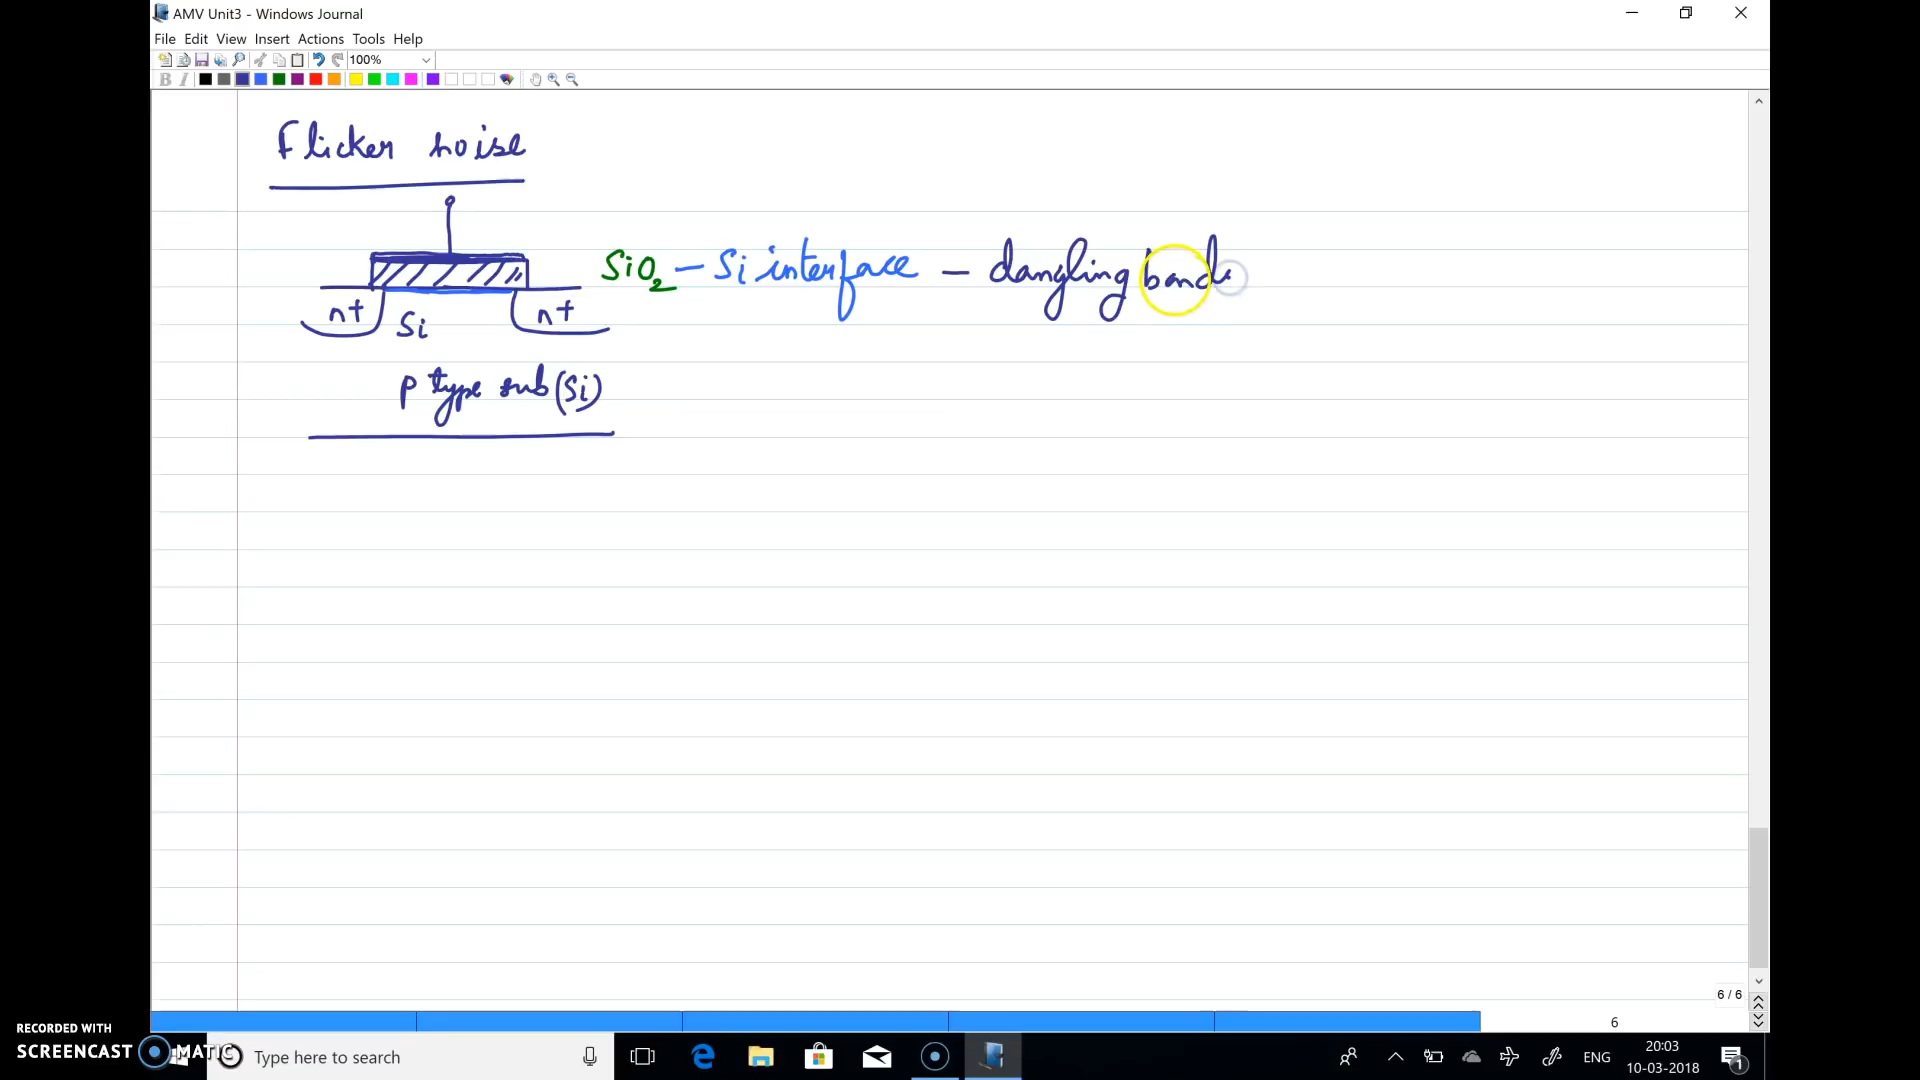 AMV Unit3 - Windows Journal
File Edit View Insert Actions Tools Help
100%
B I
Flicker noise
SiO2 – Si interface – dangling bonds
n+ Si n+
p type sub (Si)
6 / 6
6
RECORDED WITH
SCREENCAST MATIC
Type here to search
ENG
20:03
10-03-2018
1